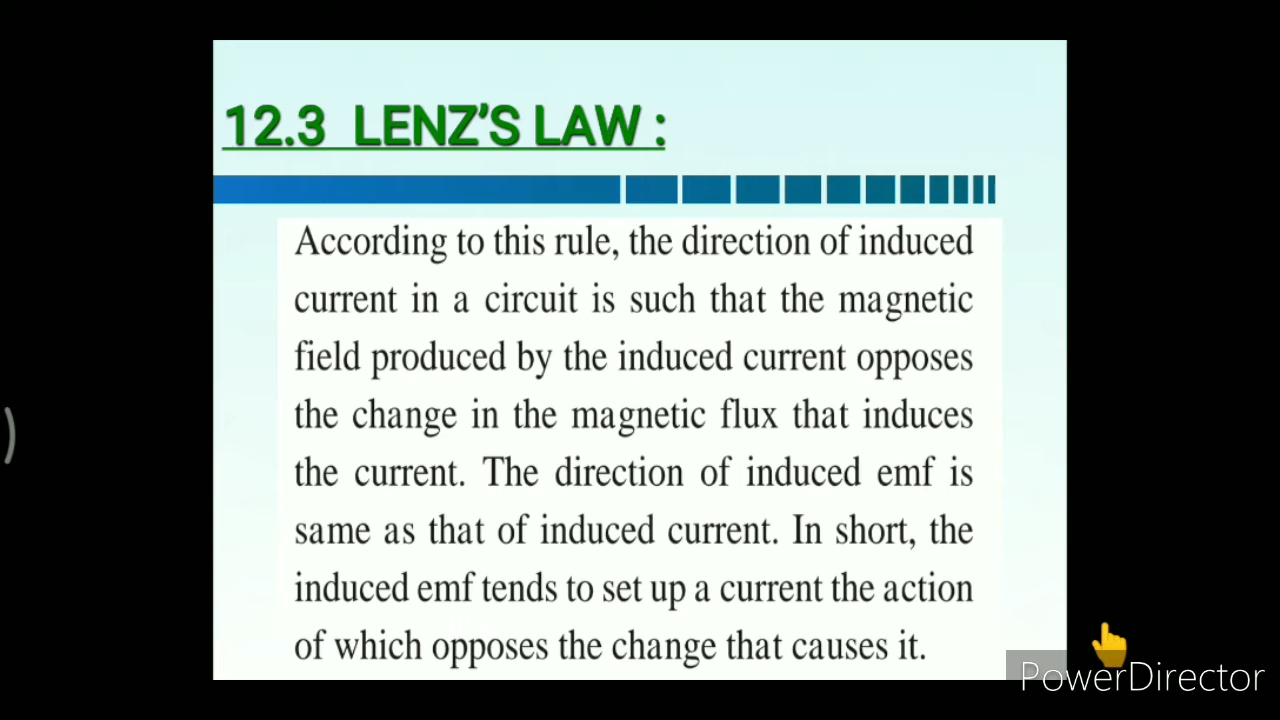 12.3 LENZ’S LAW :
According to this rule, the direction of induced
current in a circuit is such that the magnetic
field produced by the induced current opposes
the change in the magnetic flux that induces
the current. The direction of induced emf is
same as that of induced current. In short, the
induced emf tends to set up a current the action
of which opposes the change that causes it.
PowerDirector